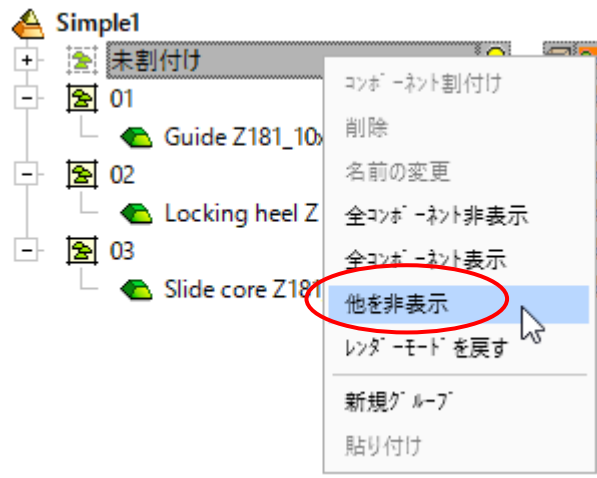 Simple1
未割付け
01
Guide Z181_10x
02
Locking heel Z
03
Slide core Z181
ｺﾝﾎﾟｰﾈﾝﾄ割付け
削除
名前の変更
全ｺﾝﾎﾟｰﾈﾝﾄ非表示
全ｺﾝﾎﾟｰﾈﾝﾄ表示
他を非表示
ﾚﾝﾀﾞｰﾓｰﾄﾞを戻す
新規ｸﾞﾙｰﾌﾟ
貼り付け